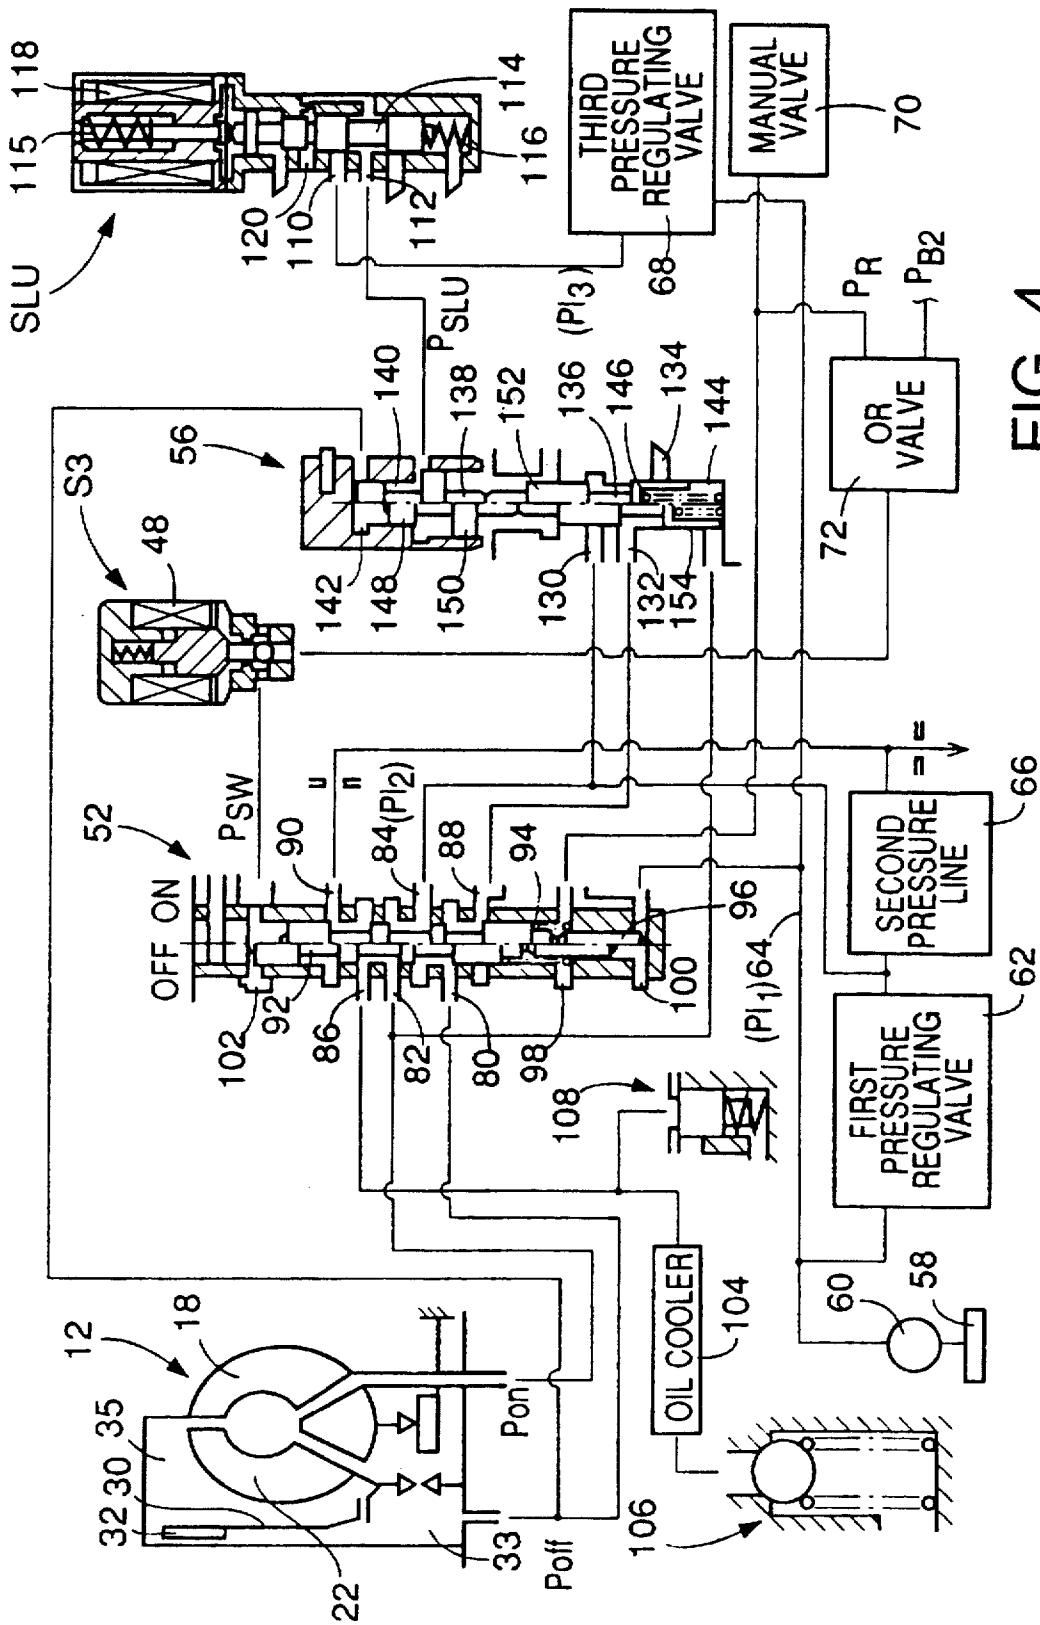 12
18
35
30
32
22
33
Pon
Poff
106
OIL COOLER
104
108
60
58
52
OFF
ON
102
92
86
82
80
98
100
PSW
90
84
(Pl2)
88
94
96
(Pl1)
64
FIRST
PRESSURE
REGULATING
VALVE
62
SECOND
PRESSURE
LINE
66
S3
48
56
142
148
150
130
132
154
140
138
152
136
146
134
144
PSLU
(Pl3)
SLU
115
118
120
110
112
114
116
THIRD
PRESSURE
REGULATING
VALVE
68
MANUAL
VALVE
70
OR
VALVE
72
PR
PB2
FIG. 4